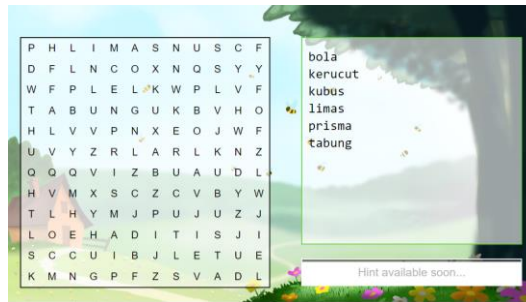 P H L I M A S N U S C F
D F L N C O X N Q S Y Y
W F P L E L K W P L V F
T A B U N G U K B V H O
H L V V P N X E O J W F
U V Y Z R L A R L K N Z
Q Q Q V I Z B U A U D L
H V M X S C Z C V B Y W
T L H Y M J P U J U Z J
L O E H A D I T I S J I
S C C U I B J L E T U E
K M N G P F Z S V A D L
bola
kerucut
kubus
limas
prisma
tabung
Hint available soon...